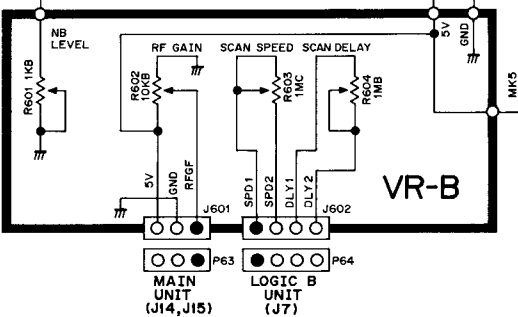 NB
LEVEL
RF GAIN
SCAN SPEED
SCAN DELAY
5V
GND
MK5
R601 1KB
R602
10KB
R603
1MC
R604
1MB
5V
GND
RFGF
SPD1
SPD2
DLY1
DLY2
VR-B
J601
J602
P63
P64
MAIN
UNIT
(J14,J15)
LOGIC B
UNIT
(J7)